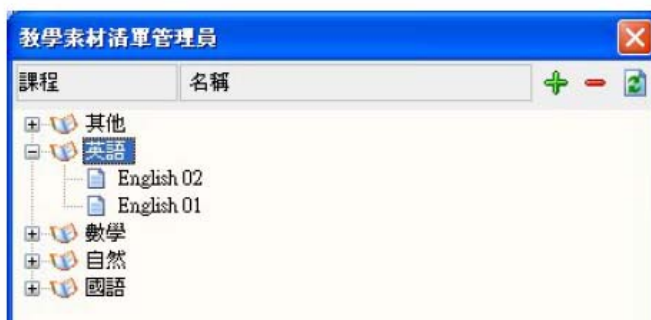 教學素材清單管理員
課程 名稱
其他
英語
English 02
English 01
數學
自然
國語